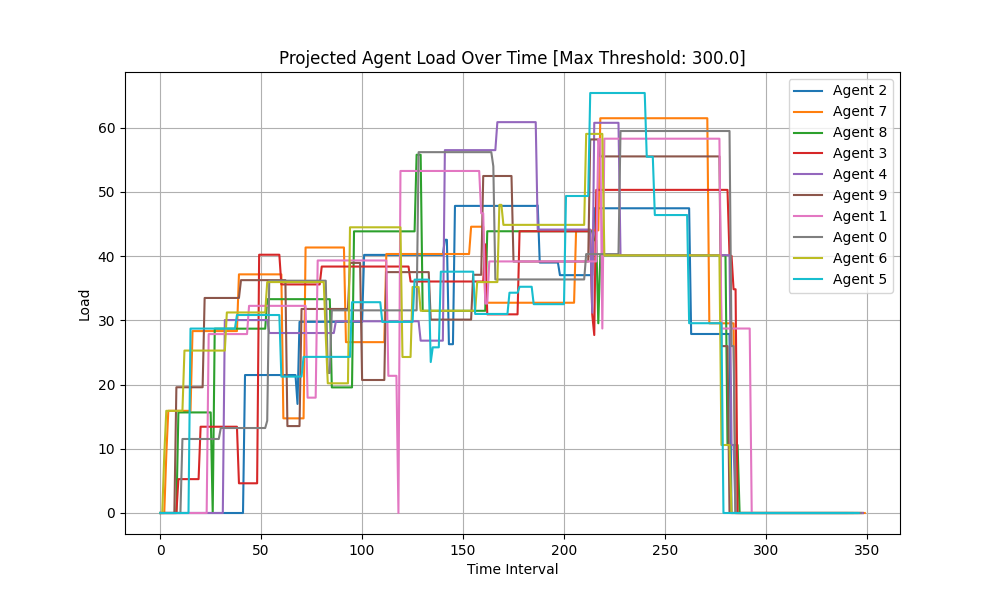 Projected Agent Load Over Time [Max Threshold: 300.0]
Load
60
50
40
30
20
10
0
0 50 100 150 200 250 300 350
Time Interval
Agent 2
Agent 7
Agent 8
Agent 3
Agent 4
Agent 9
Agent 1
Agent 0
Agent 6
Agent 5